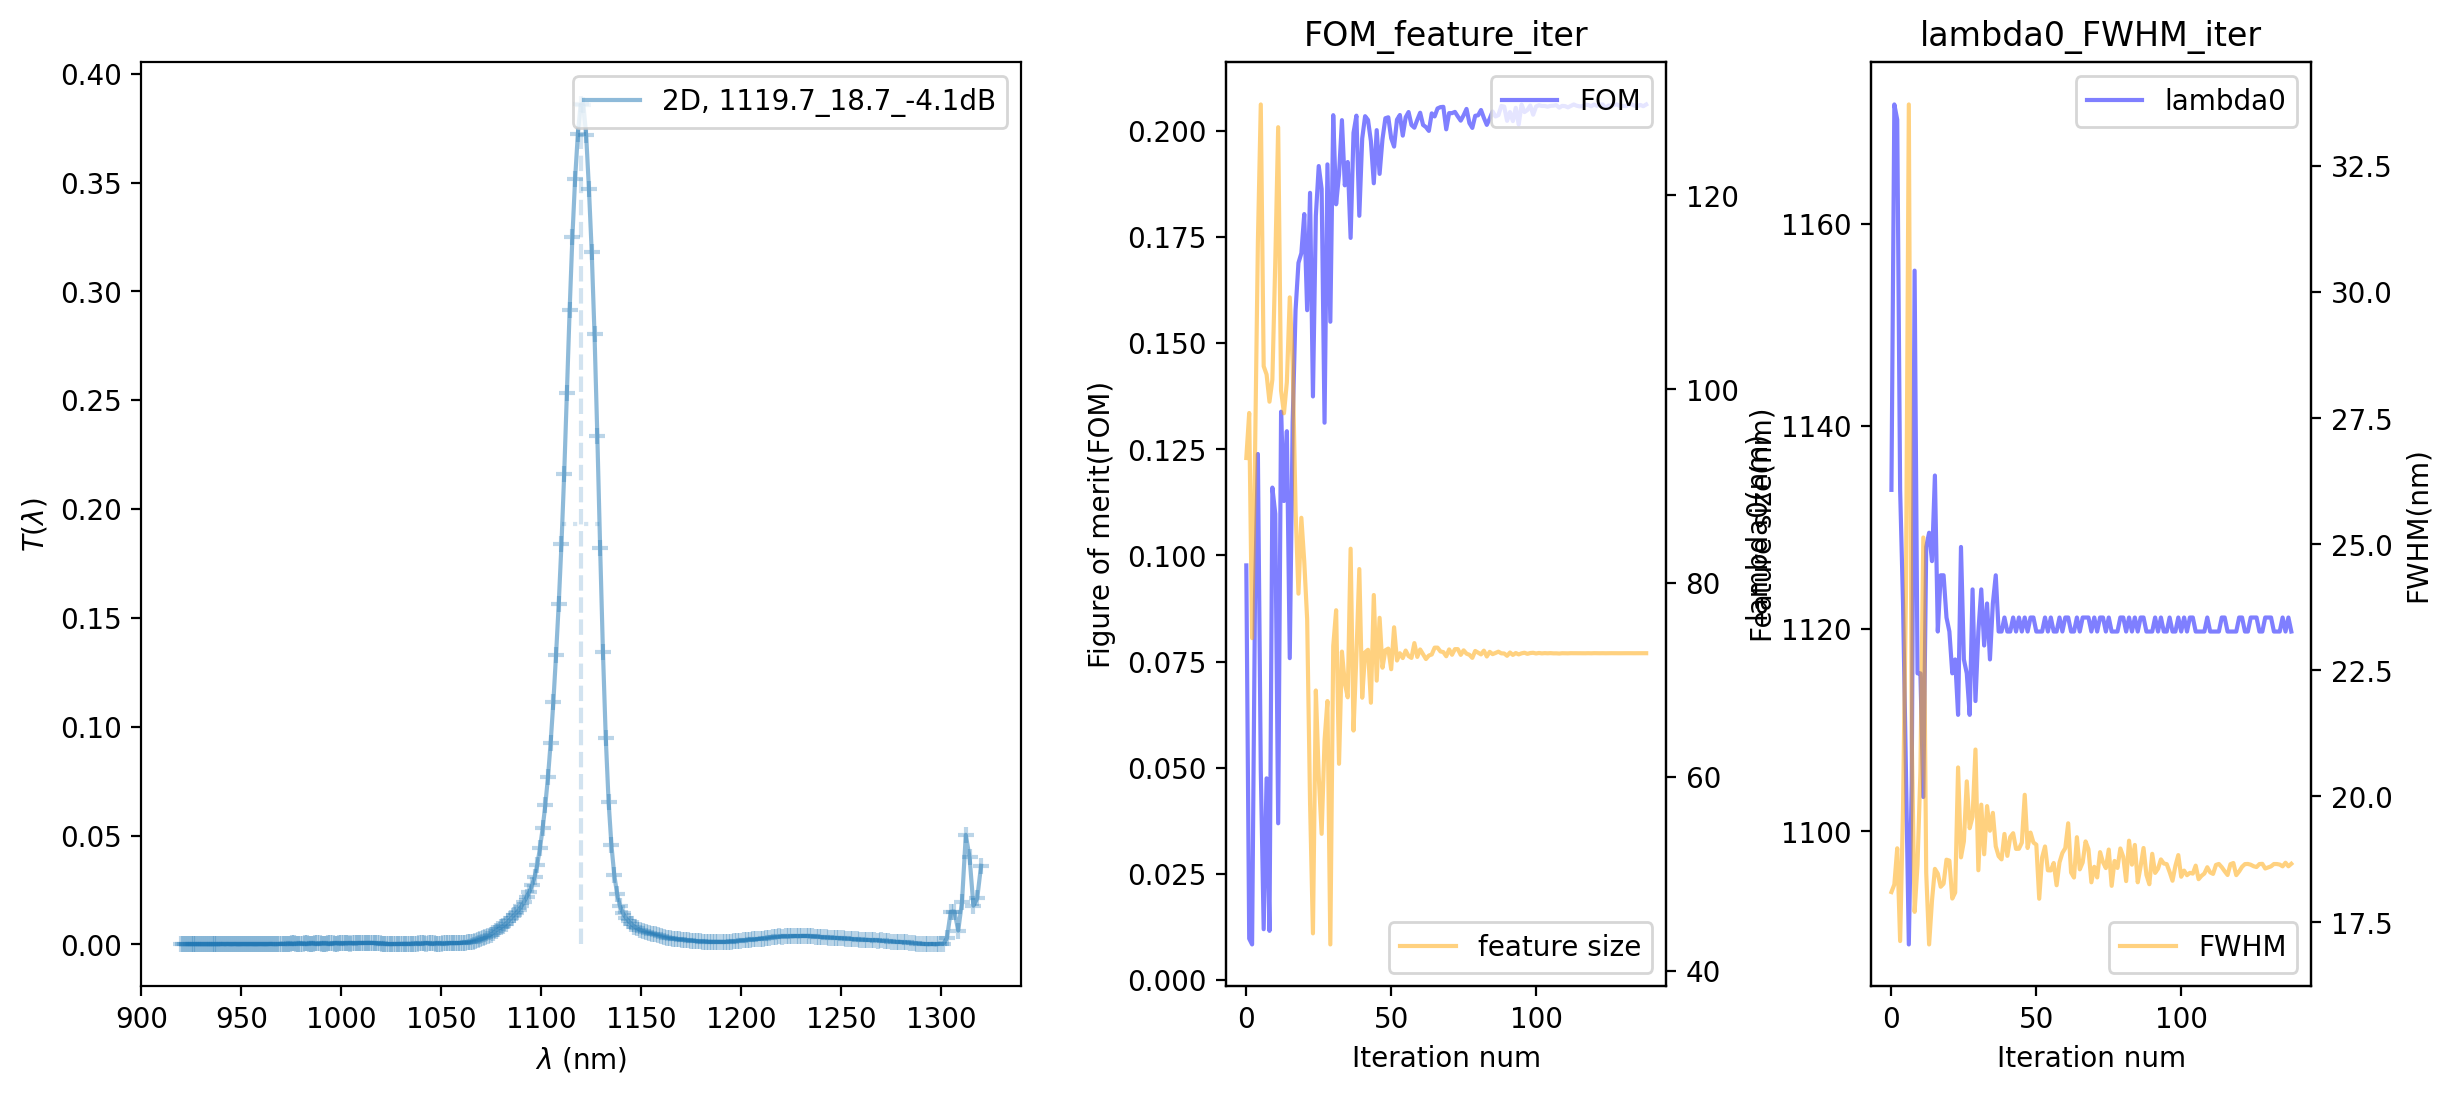 0.40
0.35
0.30
0.25
0.20
0.15
0.10
0.05
0.00
T(λ)
900 950 1000 1050 1100 1150 1200 1250 1300
λ (nm)
2D, 1119.7_18.7_-4.1dB
FOM_feature_iter
0.200
0.175
0.150
0.125
0.100
0.075
0.050
0.025
0.000
Figure of merit(FOM)
FOM
feature size
0 50 100
Iteration num
120
100
80
60
40
Feature size(nm)
lambda0_FWHM_iter
lambda0(nm)
1160
1140
1120
1100
lambda0
FWHM
0 50 100
Iteration num
32.5
30.0
27.5
25.0
22.5
20.0
17.5
FWHM(nm)